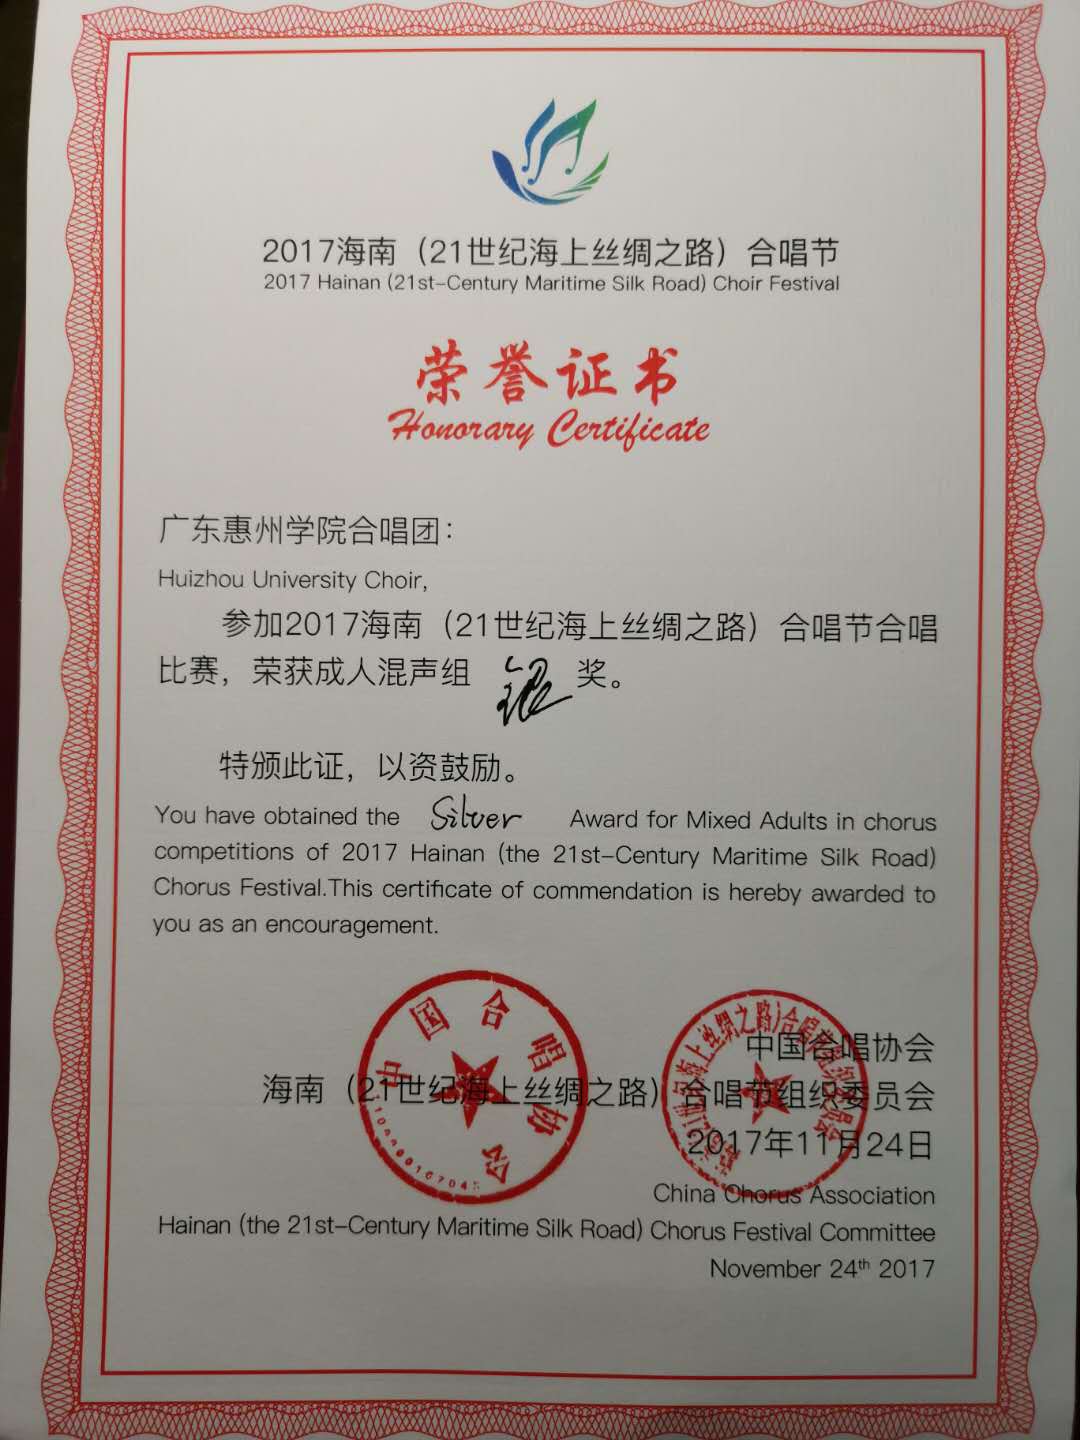 2017海南（21世纪海上丝绸之路）合唱节
2017 Hainan (21st-Century Maritime Silk Road) Choir Festival
荣誉证书
Honorary Certificate
广东惠州学院合唱团：
Huizhou University Choir,
参加2017海南（21世纪海上丝绸之路）合唱节合唱
比赛，荣获成人混声组 银 奖。
特颁此证，以资鼓励。
You have obtained the Silver Award for Mixed Adults in chorus
competitions of 2017 Hainan (the 21st-Century Maritime Silk Road)
Chorus Festival.This certificate of commendation is hereby awarded to
you as an encouragement.
中国合唱协会
中国合唱协会
海南（21世纪海上丝绸之路）合唱节组织委员会
2017年11月24日
China Chorus Association
Hainan (the 21st-Century Maritime Silk Road) Chorus Festival Committee
November 24th 2017